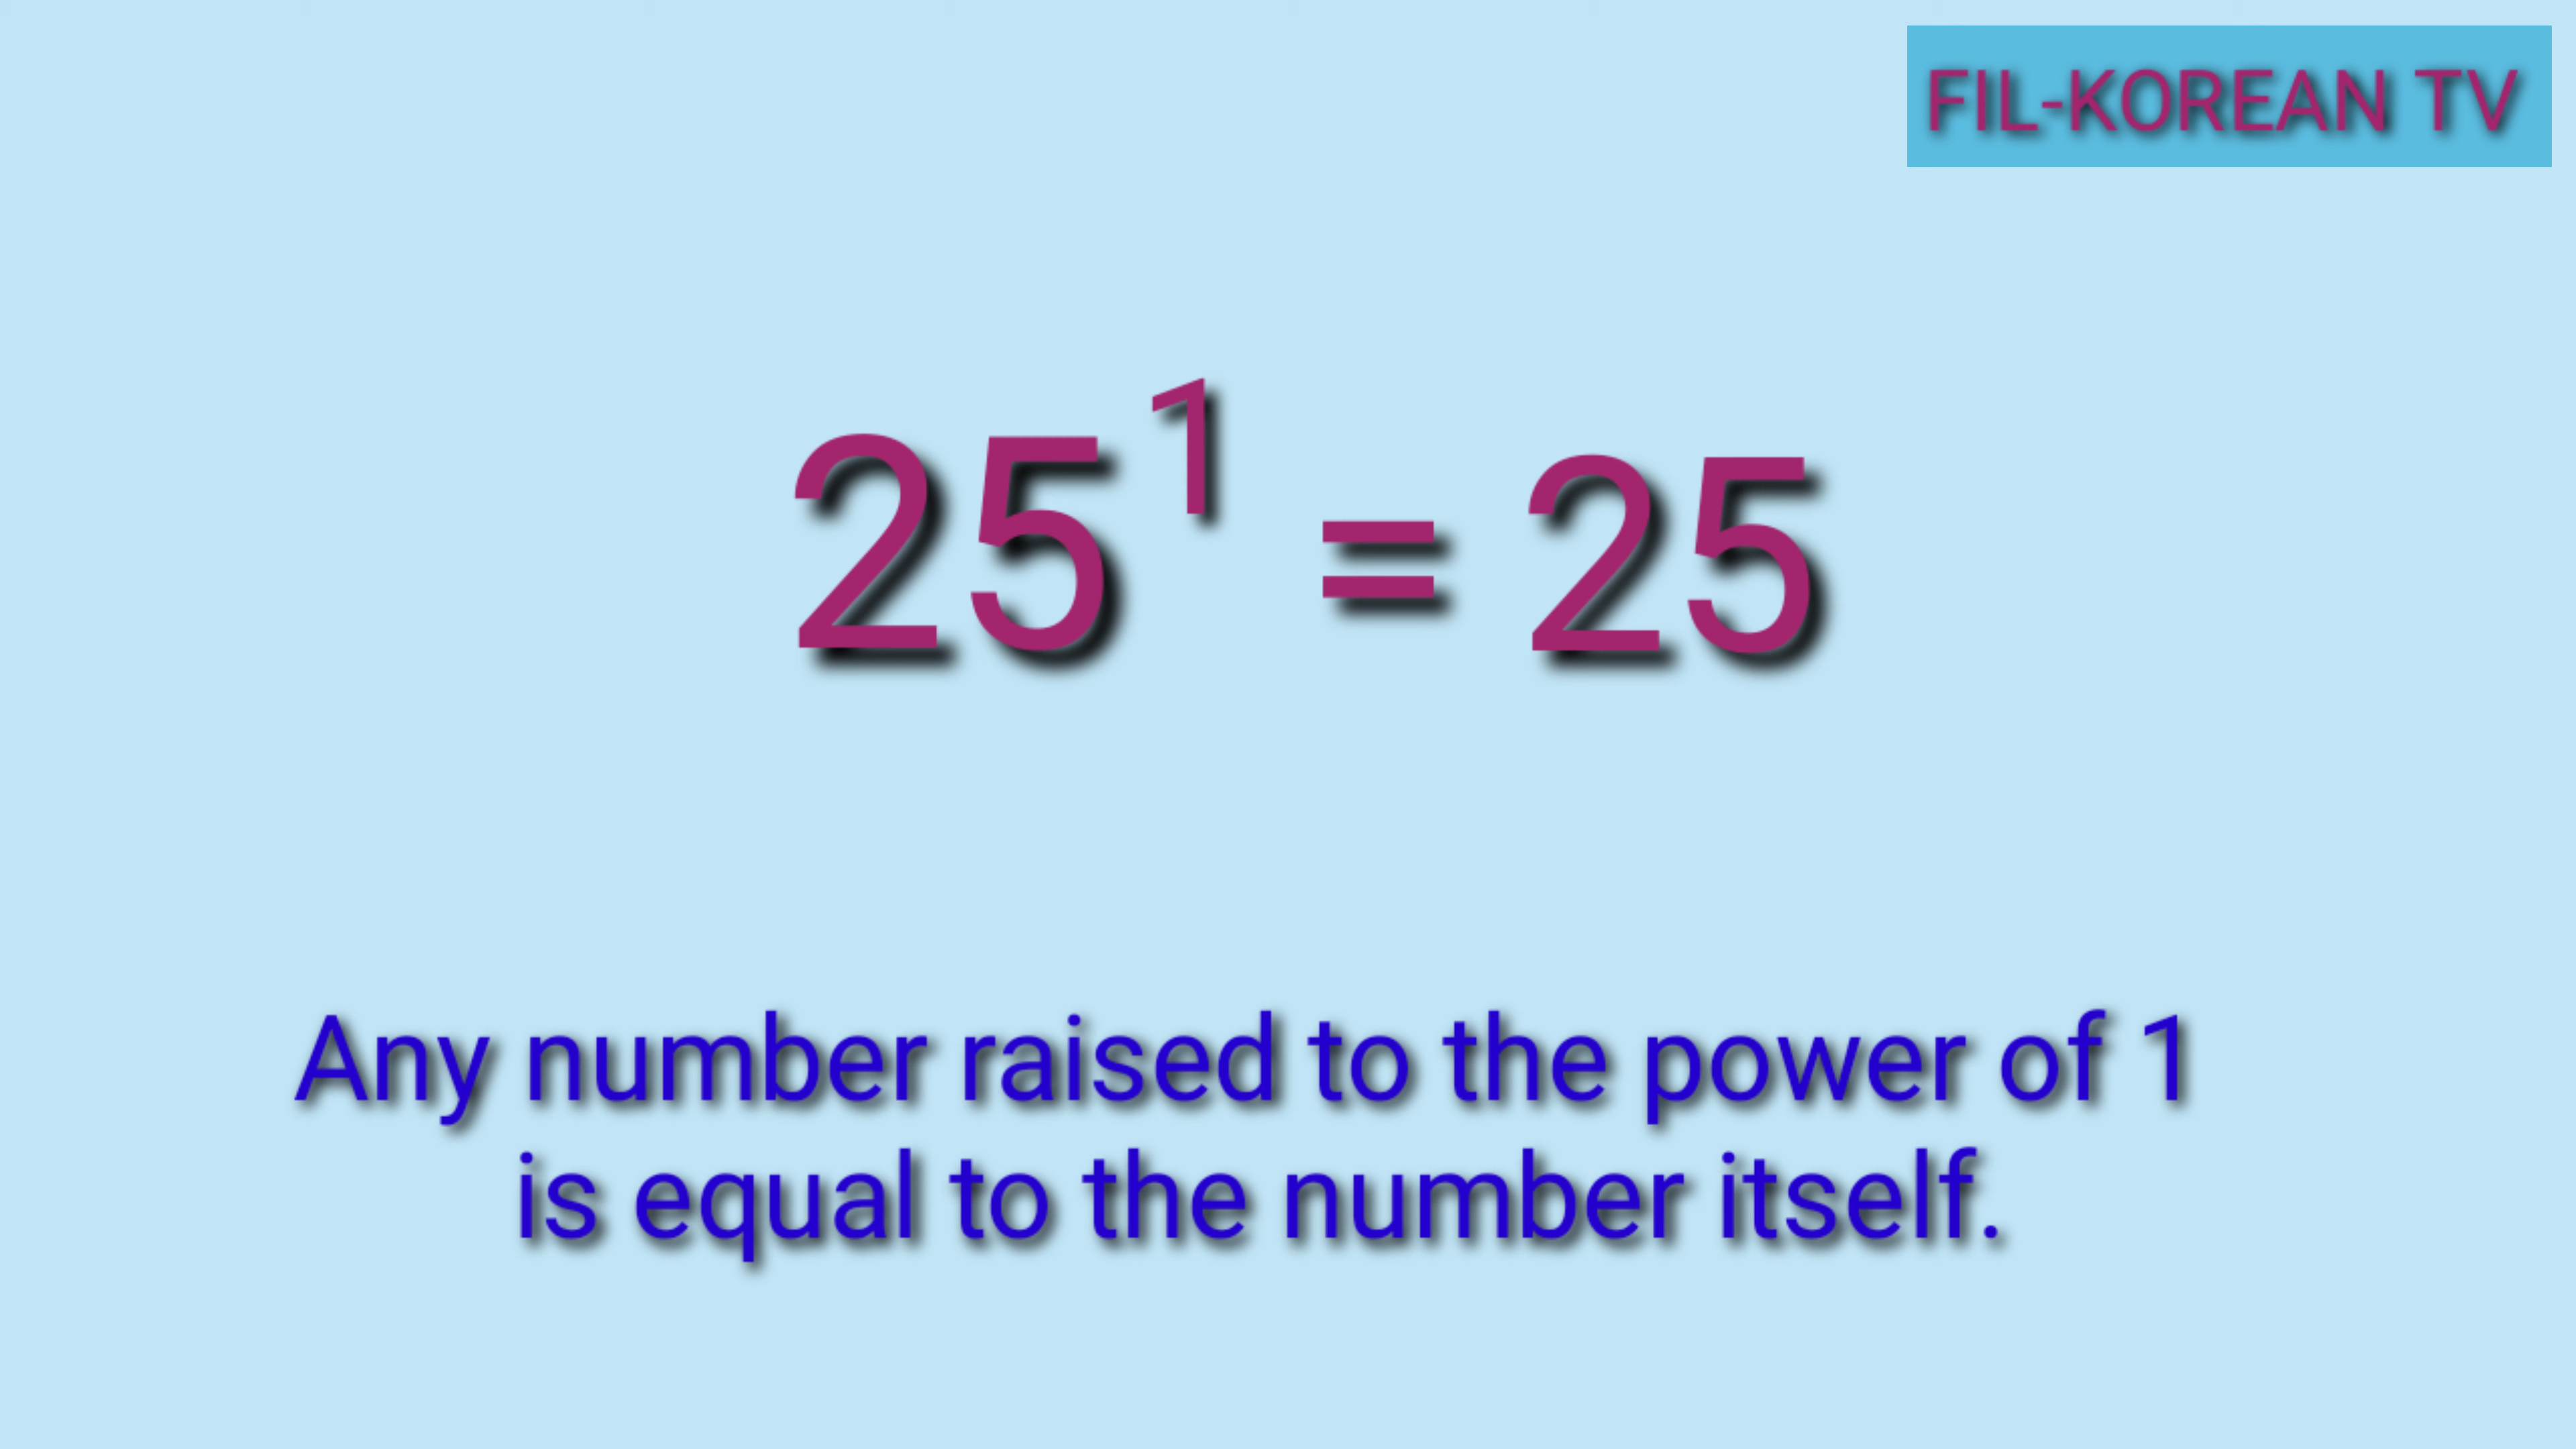 FIL-KOREAN TV
25¹ = 25
Any number raised to the power of 1
is equal to the number itself.